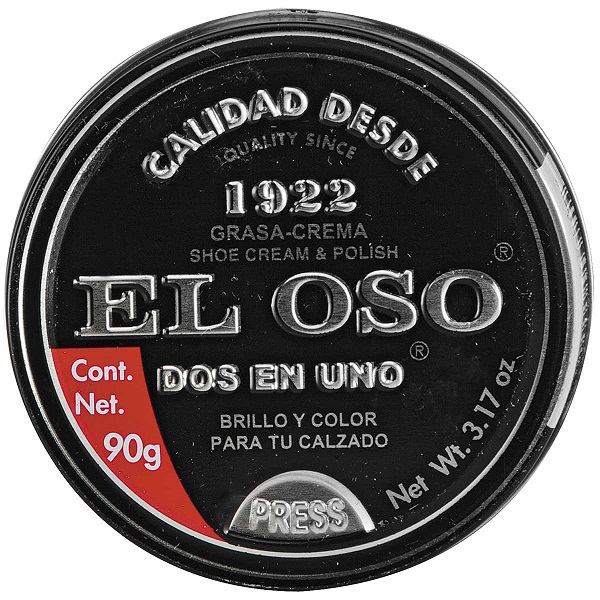 CALIDAD DESDE
QUALITY SINCE
1922
GRASA-CREMA
SHOE CREAM & POLISH
EL OSO®
DOS EN UNO®
Cont.
Net.
90g
BRILLO Y COLOR
PARA TU CALZADO
Net Wt. 3.17 oz
PRESS